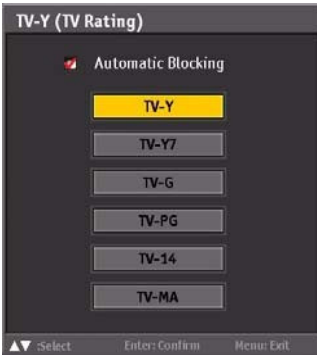 TV-Y (TV Rating)
Automatic Blocking
TV-Y
TV-Y7
TV-G
TV-PG
TV-14
TV-MA
▲▼ :Select Enter: Confirm Menu: Exit